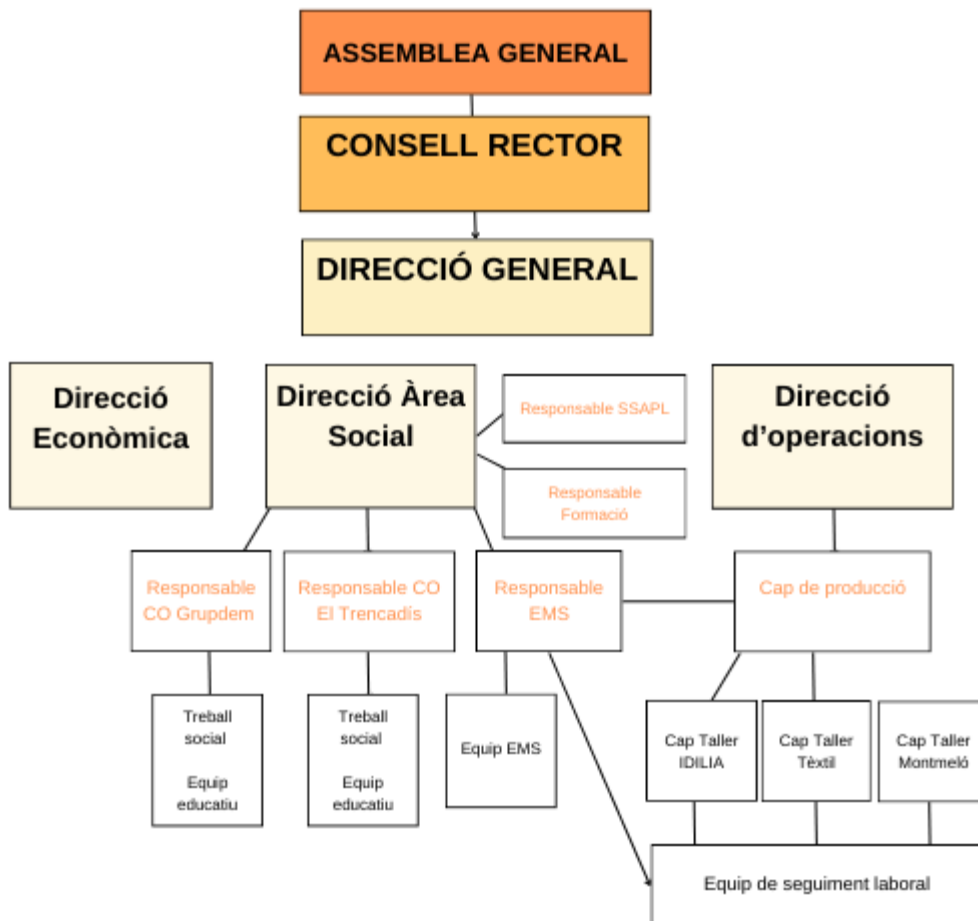 ASSEMBLEA GENERAL
CONSELL RECTOR
DIRECCIÓ GENERAL
Direcció
Econòmica
Direcció Àrea
Social
Responsable SSAPL
Responsable
Formació
Direcció
d'operacions
Responsable
CO Grupdem
Responsable CO
El Trencadís
Responsable
EMS
Cap de producció
Treball
social
Equip
educatiu
Treball
social
Equip
educatiu
Equip EMS
Cap Taller
IDILIA
Cap Taller
Tèxtil
Cap Taller
Montmeló
Equip de seguiment laboral